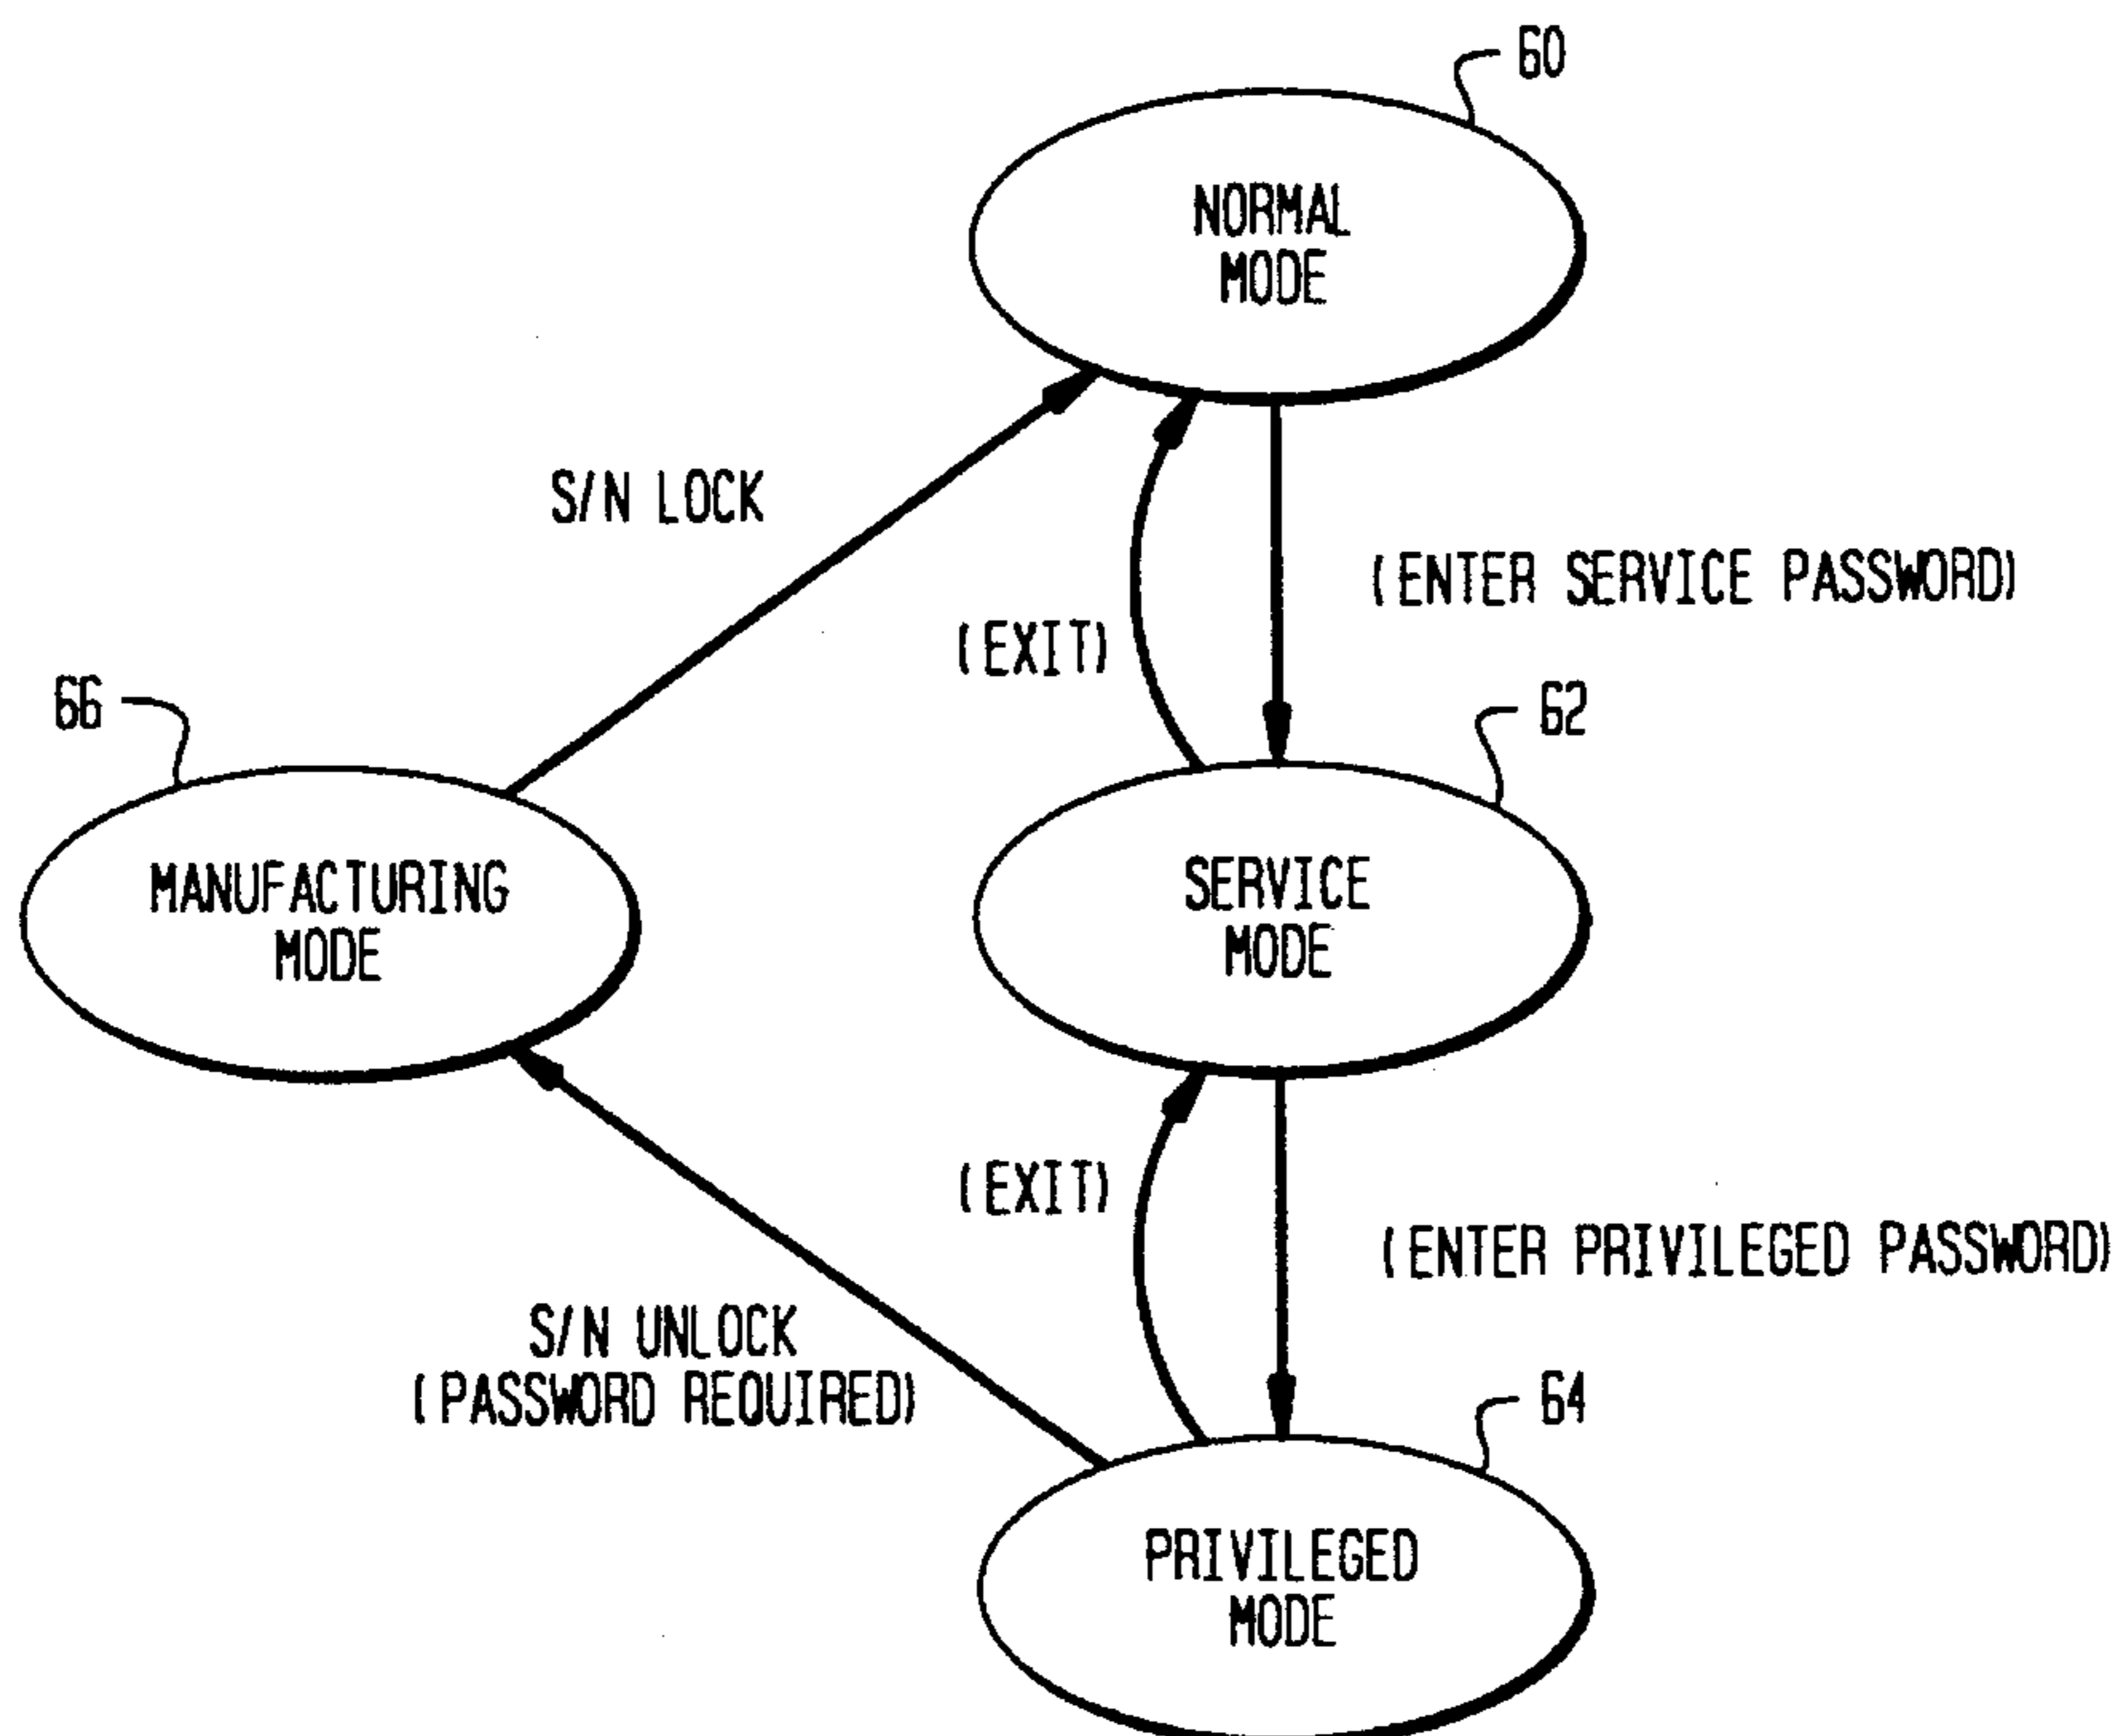 60
NORMAL
MODE
S/N LOCK
(ENTER SERVICE PASSWORD)
(EXIT)
66
62
MANUFACTURING
MODE
SERVICE
MODE
(EXIT)
(ENTER PRIVILEGED PASSWORD)
S/N UNLOCK
(PASSWORD REQUIRED)
64
PRIVILEGED
MODE